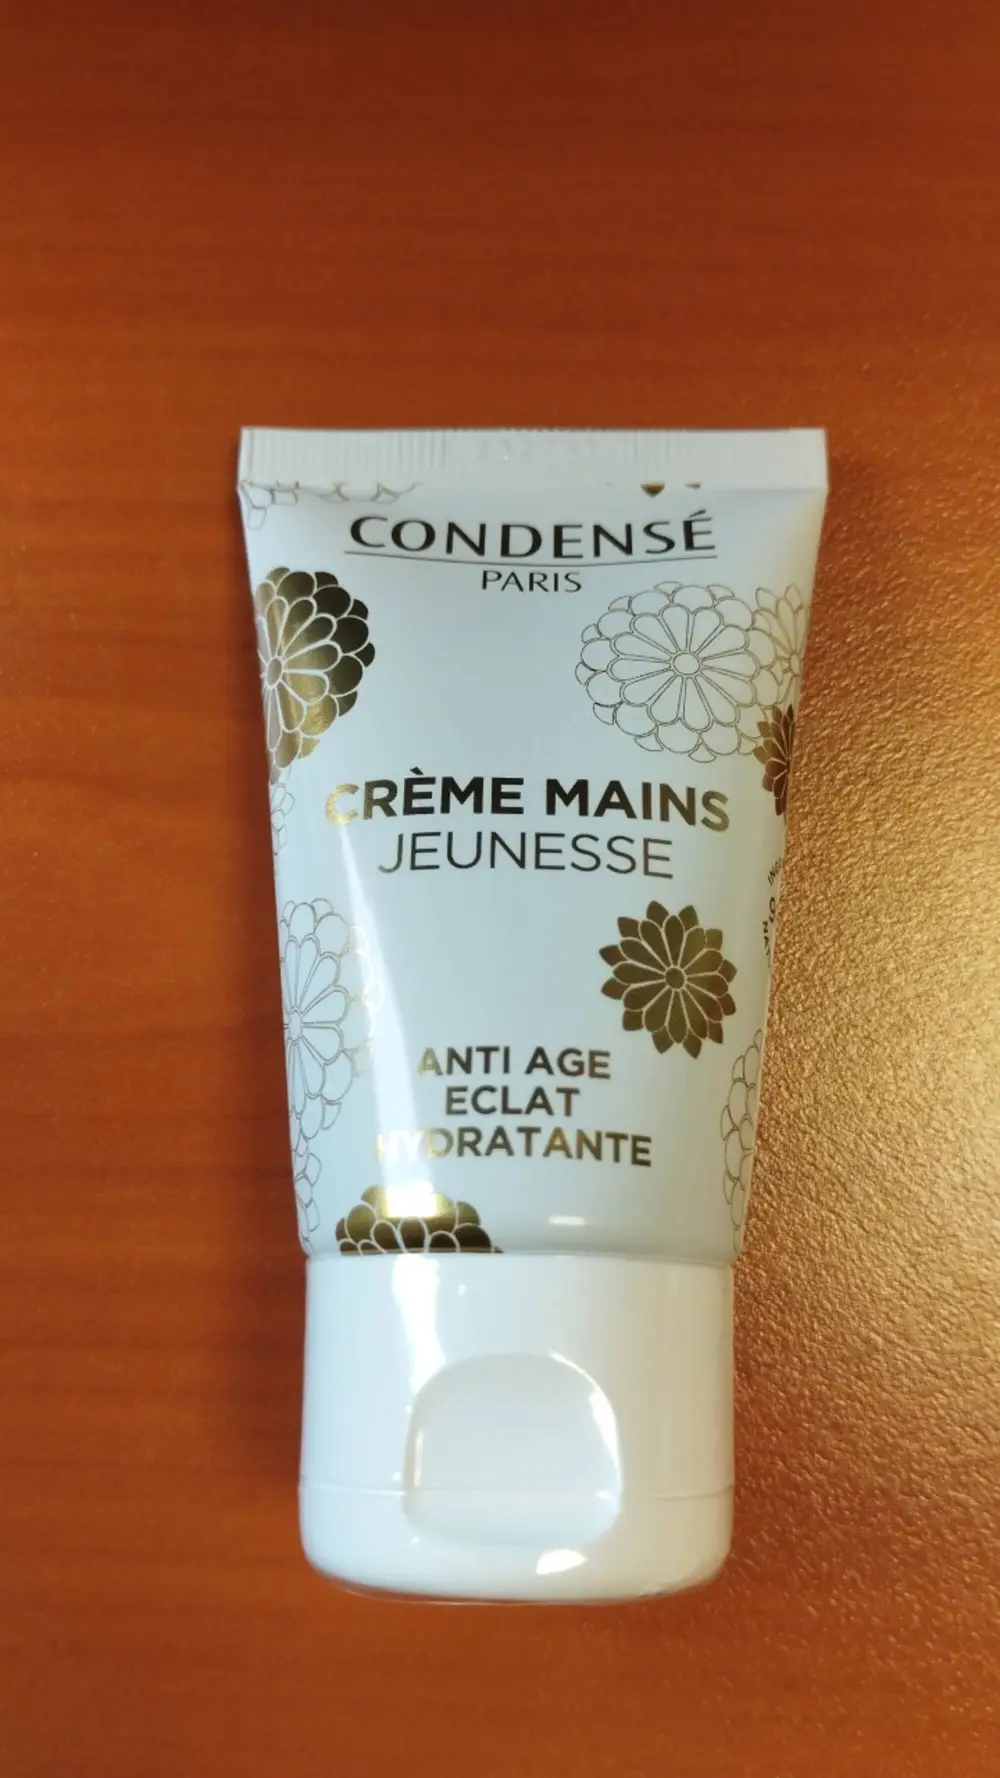 CONDENSÉ
PARIS
CRÈME MAINS
JEUNESSE
ANTI AGE
ECLAT
HYDRATANTE